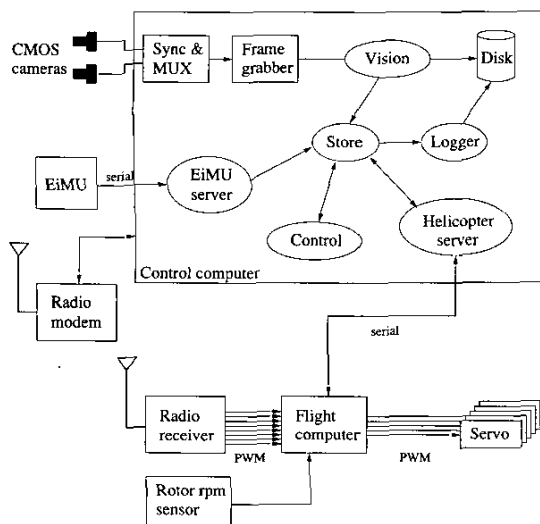 CMOS
cameras
Sync &
MUX
Frame
grabber
Vision
Disk
Store
Logger
EiMU
serial
EiMU
server
Control
Helicopter
server
Control computer
Radio
modem
serial
Radio
receiver
PWM
Flight
computer
PWM
Servo
Rotor rpm
sensor